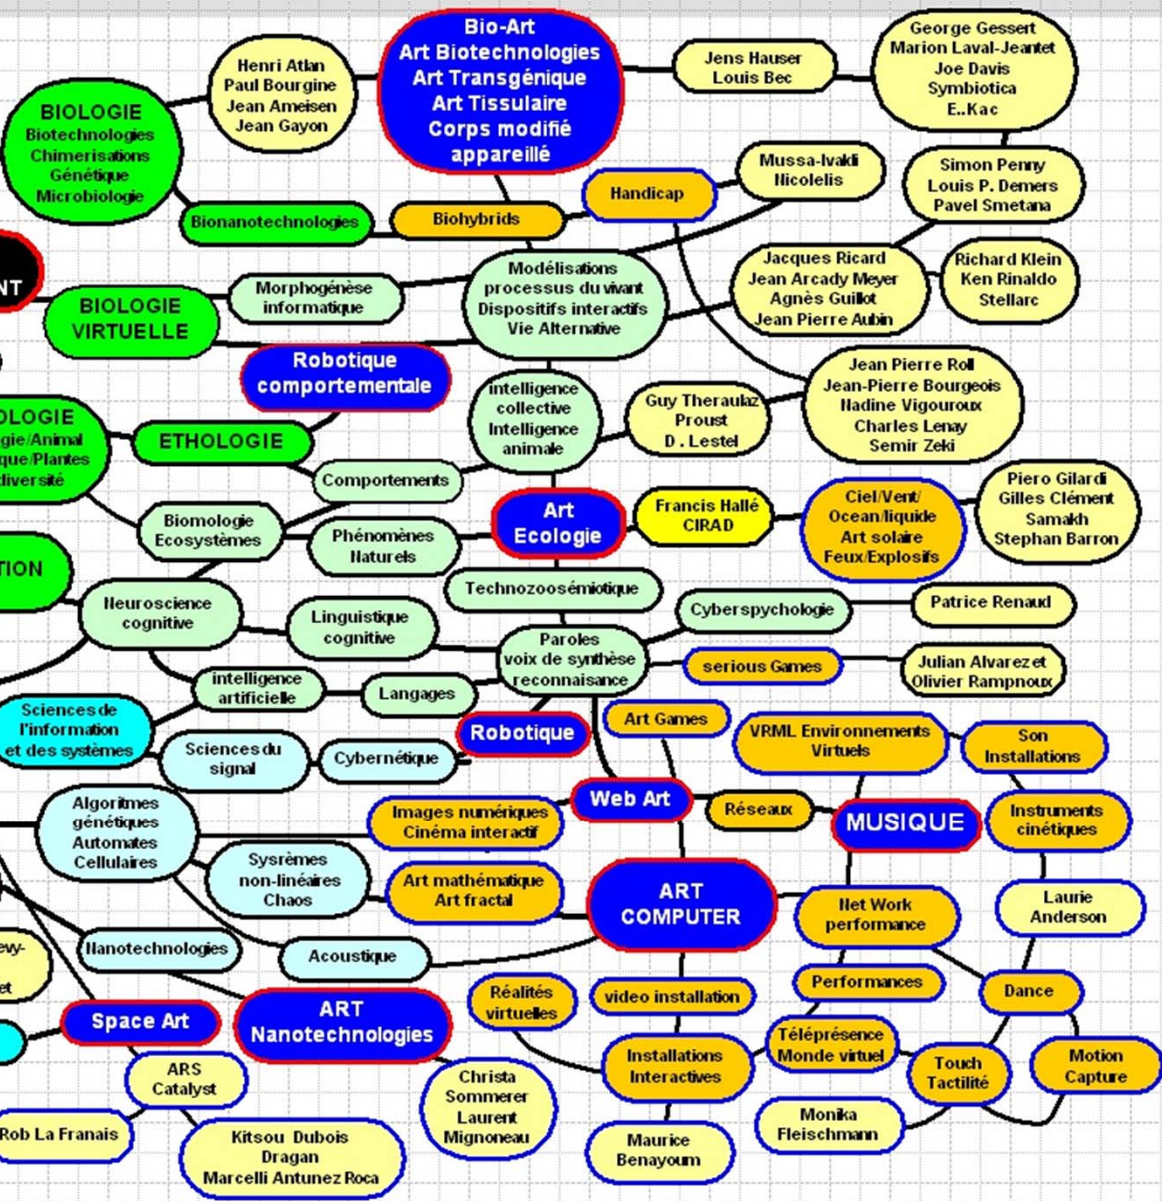 Bio-Art
Art Biotechnologies
Art Transgénique
Art Tissulaire
Corps modifié
appareillé
Henri Atlan
Paul Bourgine
Jean Ameisen
Jean Gayon
Jens Hauser
Louis Bec
George Gessert
Marion Laval-Jeantet
Joe Davis
Symbiotica
E..Kac
BIOLOGIE
Biotechnologies
Chimerisations
Génétique
Microbiologie
Mussa-Ivaldi
Nicolelis
Simon Penny
Louis P. Demers
Pavel Smetana
Handicap
Bionanotechnologies
Biohybrids
NT
BIOLOGIE
VIRTUELLE
Morphogénèse
informatique
Modélisations
processus du vivant
Dispositifs interactifs
Vie Alternative
Jacques Ricard
Jean Arcady Meyer
Agnès Guillot
Jean Pierre Aubin
Richard Klein
Ken Rinaldo
Stellarc
Robotique
comportementale
intelligence
collective
Intelligence
animale
Guy Theraulaz
Proust
D . Lestel
Jean Pierre Roll
Jean-Pierre Bourgeois
Nadine Vigouroux
Charles Lenay
Semir Zeki
OLOGIE
gie/Animal
que/Plantes
diversité
ETHOLOGIE
Comportements
Biomologie
Ecosystèmes
Phénomènes
Naturels
Art
Ecologie
Francis Hallé
CIRAD
Ciel/Vent/
Ocean/liquide
Art solaire
Feux/Explosifs
Piero Gilardi
Gilles Clément
Samakh
Stephan Barron
TION
Technozoosémiotique
Neuroscience
cognitive
Linguistique
cognitive
Paroles
voix de synthèse
reconnaisance
Cyberspychologie
Patrice Renaud
serious Games
Julian Alvarez et
Olivier Rampnoux
intelligence
artificielle
Langages
Sciences de
l'information
et des systèmes
Sciences du
signal
Cybernétique
Robotique
Art Games
VRML Environnements
Virtuels
Son
Installations
Web Art
Réseaux
MUSIQUE
Instruments
cinétiques
Algoritmes
génétiques
Automates
Cellulaires
Images numériques
Cinéma interactif
Sysrèmes
non-linéaires
Chaos
Art mathématique
Art fractal
ART
COMPUTER
Net Work
performance
Laurie
Anderson
evy-
et
Nanotechnologies
Acoustique
Réalités
virtuelles
video installation
Performances
Dance
Space Art
ART
Nanotechnologies
Installations
Interactives
Téléprésence
Monde virtuel
Touch
Tactilité
Motion
Capture
ARS
Catalyst
Christa
Sommerer
Laurent
Mignoneau
Monika
Fleischmann
Rob La Franais
Kitsou Dubois
Dragan
Marcelli Antunez Roca
Maurice
Benayoum